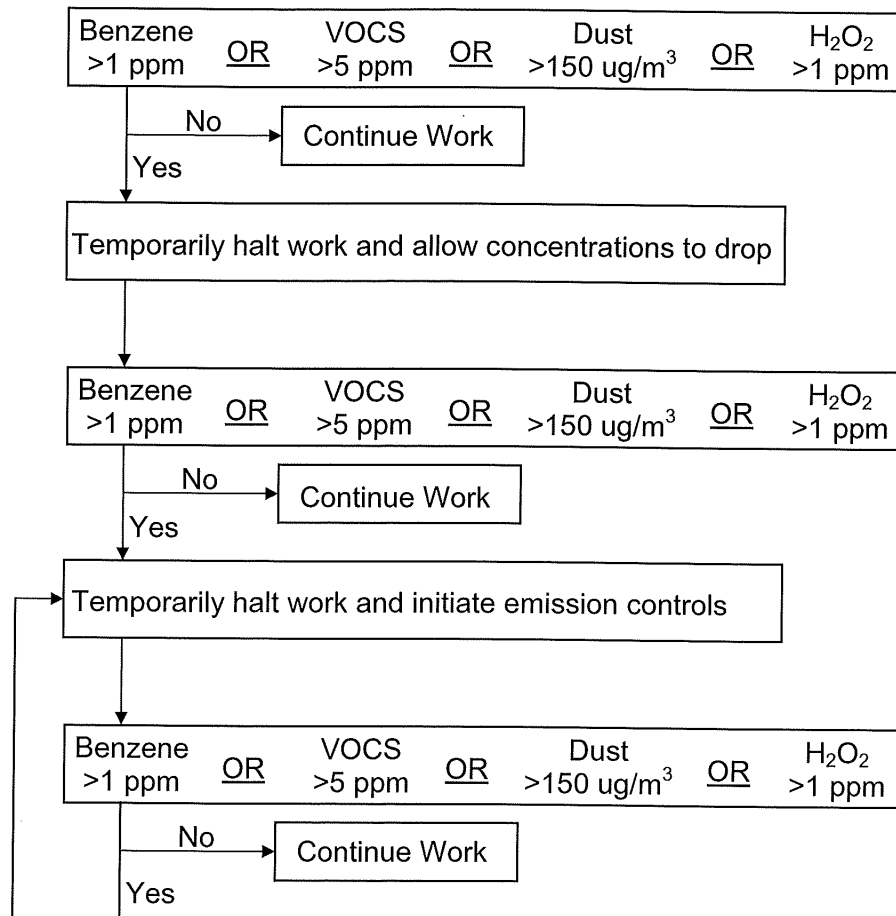 Benzene OR VOCS OR Dust OR H₂O₂
>1 ppm >5 ppm >150 ug/m³ >1 ppm
No
Continue Work
Yes
Temporarily halt work and allow concentrations to drop
Benzene OR VOCS OR Dust OR H₂O₂
>1 ppm >5 ppm >150 ug/m³ >1 ppm
No
Continue Work
Yes
Temporarily halt work and initiate emission controls
Benzene OR VOCS OR Dust OR H₂O₂
>1 ppm >5 ppm >150 ug/m³ >1 ppm
No
Continue Work
Yes